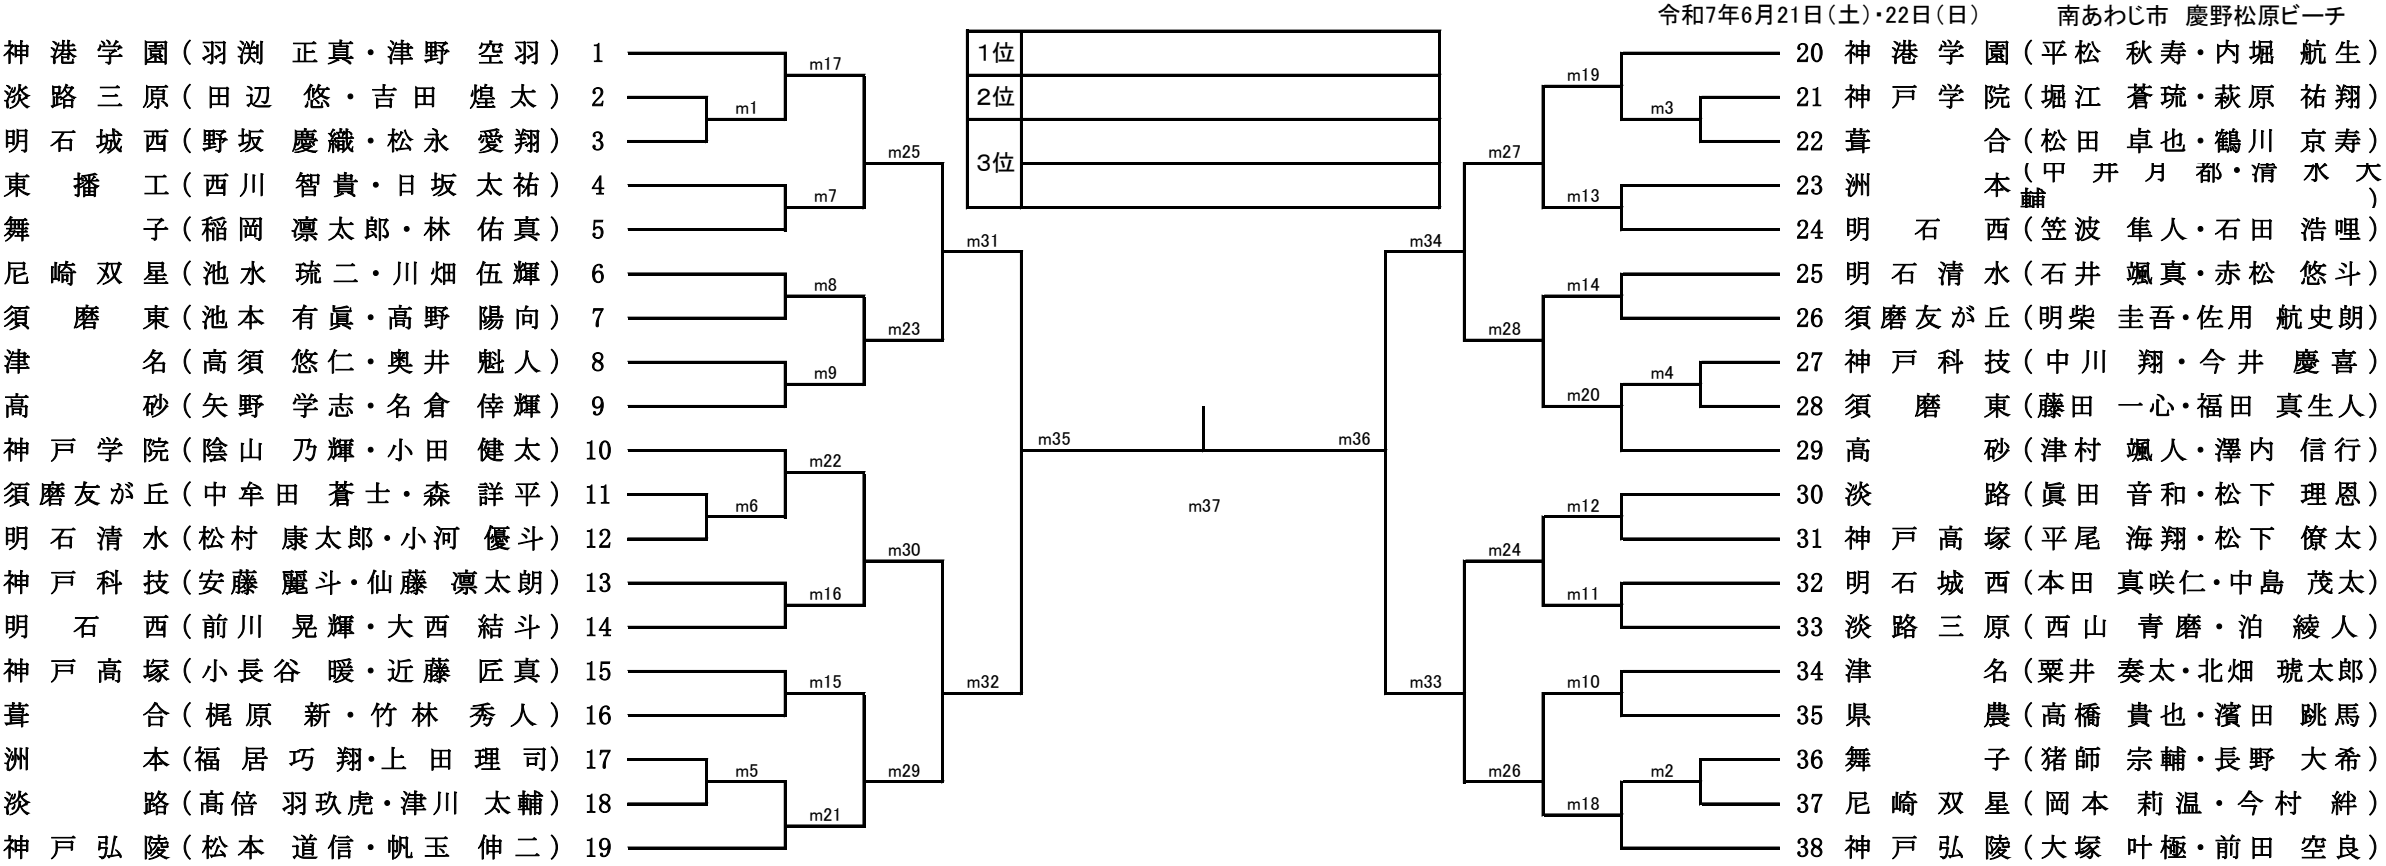 令和7年6月21日(土)・22日(日) 南あわじ市 慶野松原ビーチ
神港学園(羽渕 正真・津野 空羽) 1
淡路三原(田辺 悠・吉田 煌太) 2
明石城西(野坂 慶織・松永 愛翔) 3
東播工(西川 智貴・日坂 太祐) 4
舞子(稲岡 凛太郎・林 佑真) 5
尼崎双星(池水 琉二・川畑 伍輝) 6
須磨東(池本 有眞・高野 陽向) 7
津名(高須 悠仁・奥井 魁人) 8
高砂(矢野 学志・名倉 倖輝) 9
神戸学院(陰山 乃輝・小田 健太) 10
須磨友が丘(中牟田 蒼士・森 詳平) 11
明石清水(松村 康太郎・小河 優斗) 12
神戸科技(安藤 麗斗・仙藤 凛太朗) 13
明石西(前川 晃輝・大西 結斗) 14
神戸高塚(小長谷 暖・近藤 匠真) 15
葺合(梶原 新・竹林 秀人) 16
洲本(福居巧翔・上田理司) 17
淡路(髙倍 羽玖虎・津川 太輔) 18
神戸弘陵(松本 道信・帆玉 伸二) 19
m17
m1
m25
m7
m31
m8
m23
m9
m35
m22
m6
m30
m16
m32
m15
m5
m29
m21
1位
2位
3位
m37
m19
m3
m27
m13
m34
m14
m28
m4
m20
m36
m12
m24
m11
m33
m10
m26
m2
m18
20 神港学園(平松 秋寿・内堀 航生)
21 神戸学院(堀江 蒼琉・萩原 祐翔)
22 葺合(松田 卓也・鶴川 京寿)
23 洲本(井月都・清水大
輔)
24 明石西(笠波 隼人・石田 浩哩)
25 明石清水(石井 颯真・赤松 悠斗)
26 須磨友が丘(明柴 圭吾・佐用 航史朗)
27 神戸科技(中川 翔・今井 慶喜)
28 須磨東(藤田 一心・福田 真生人)
29 高砂(津村 颯人・澤内 信行)
30 淡路(眞田 音和・松下 理恩)
31 神戸高塚(平尾 海翔・松下 僚太)
32 明石城西(本田 真咲仁・中島 茂太)
33 淡路三原(西山 青磨・泊 綾人)
34 津名(粟井 奏太・北畑 琥太郎)
35 県農(高橋 貴也・濱田 跳馬)
36 舞子(猪師 宗輔・長野 大希)
37 尼崎双星(岡本 莉温・今村 絆)
38 神戸弘陵(大塚 叶極・前田 空良)